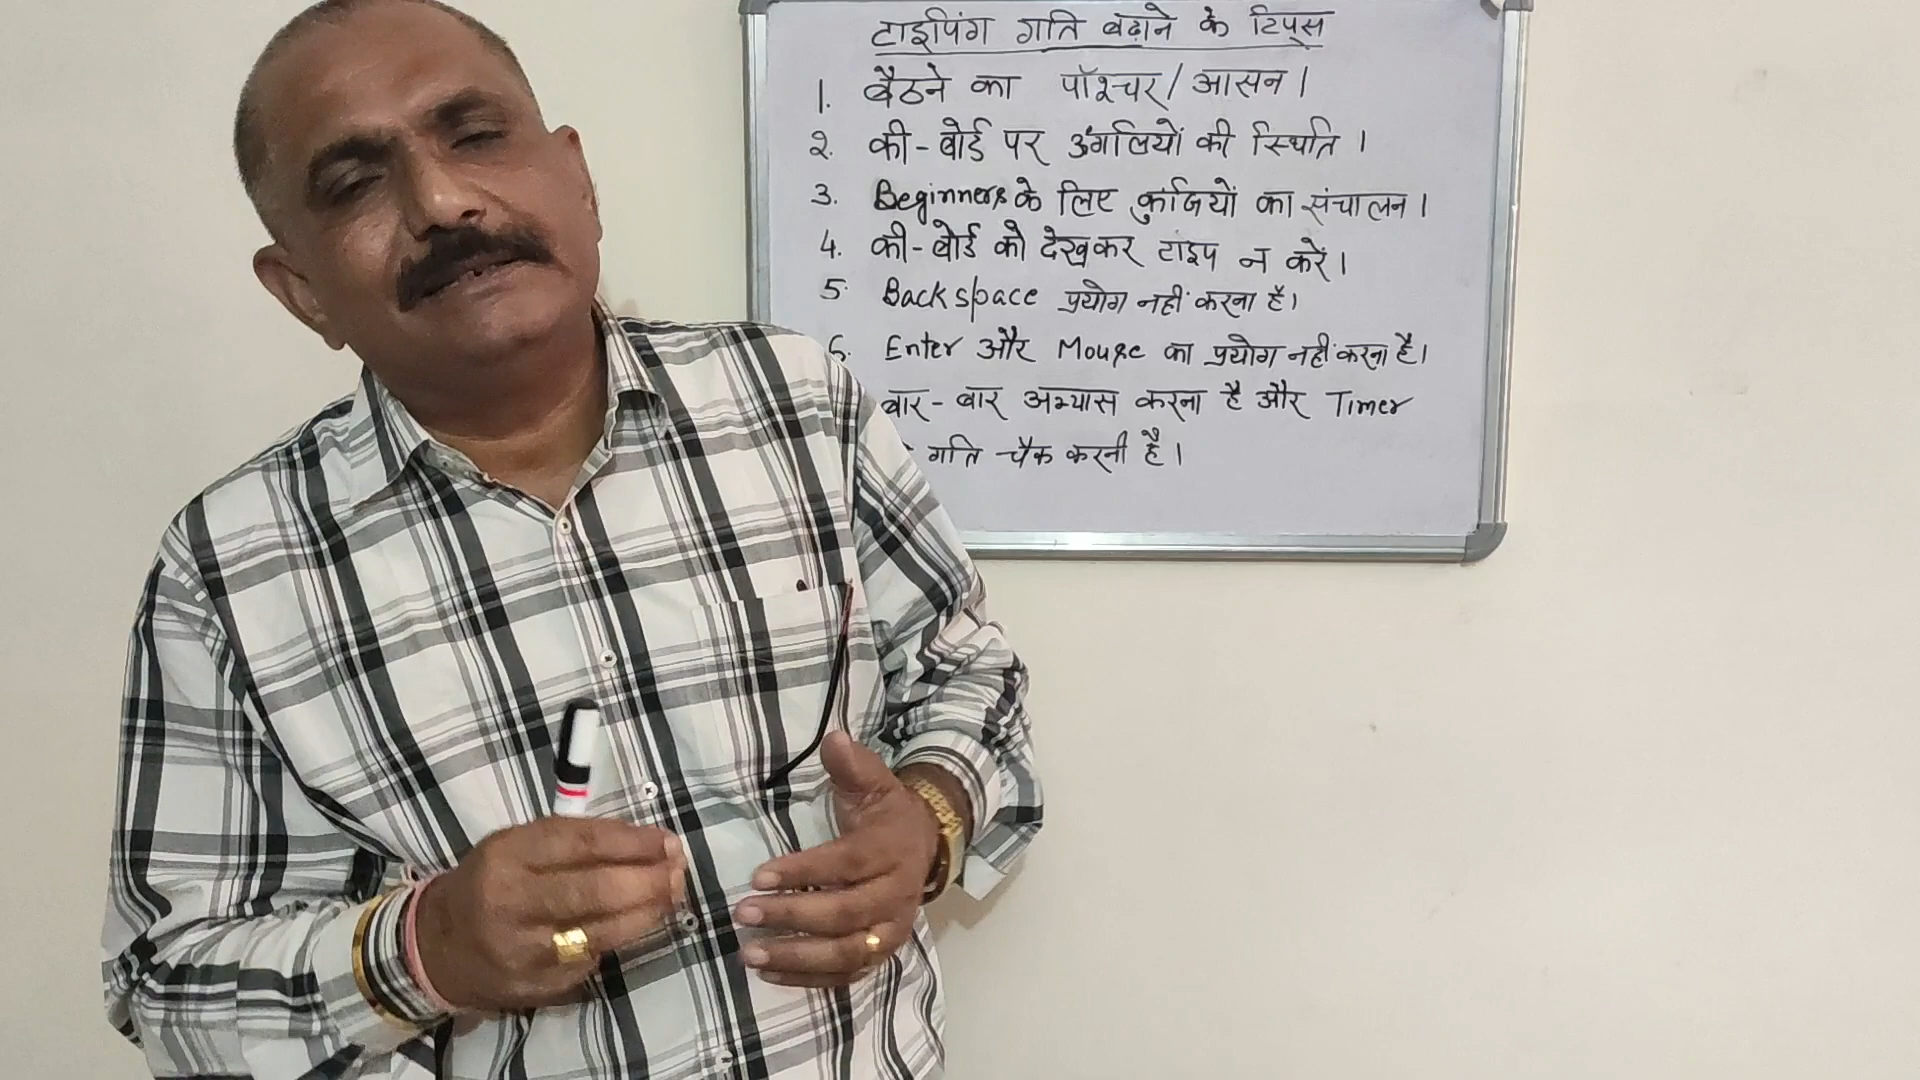 टाइपिंग गति बढ़ाने के टिप्स
1. बैठने का पॉश्चर/आसन।
2. की-बोर्ड पर उंगलियों की स्थिति।
3. Beginners के लिए कुंजियों का संचालन।
4. की-बोर्ड को देखकर टाइप न करें।
5. Backspace प्रयोग नहीं करना है।
6. Enter और Mouse का प्रयोग नहीं करना है।
बार-बार अभ्यास करना है और Timer
गति चैक करनी है।